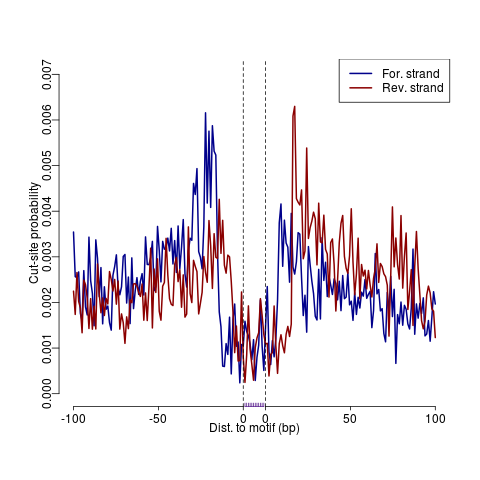 For. strand
Rev. strand
Cut-site probability
0.007
0.006
0.005
0.004
0.003
0.002
0.001
0.000
-100 -50 0 0 50 100
Dist. to motif (bp)